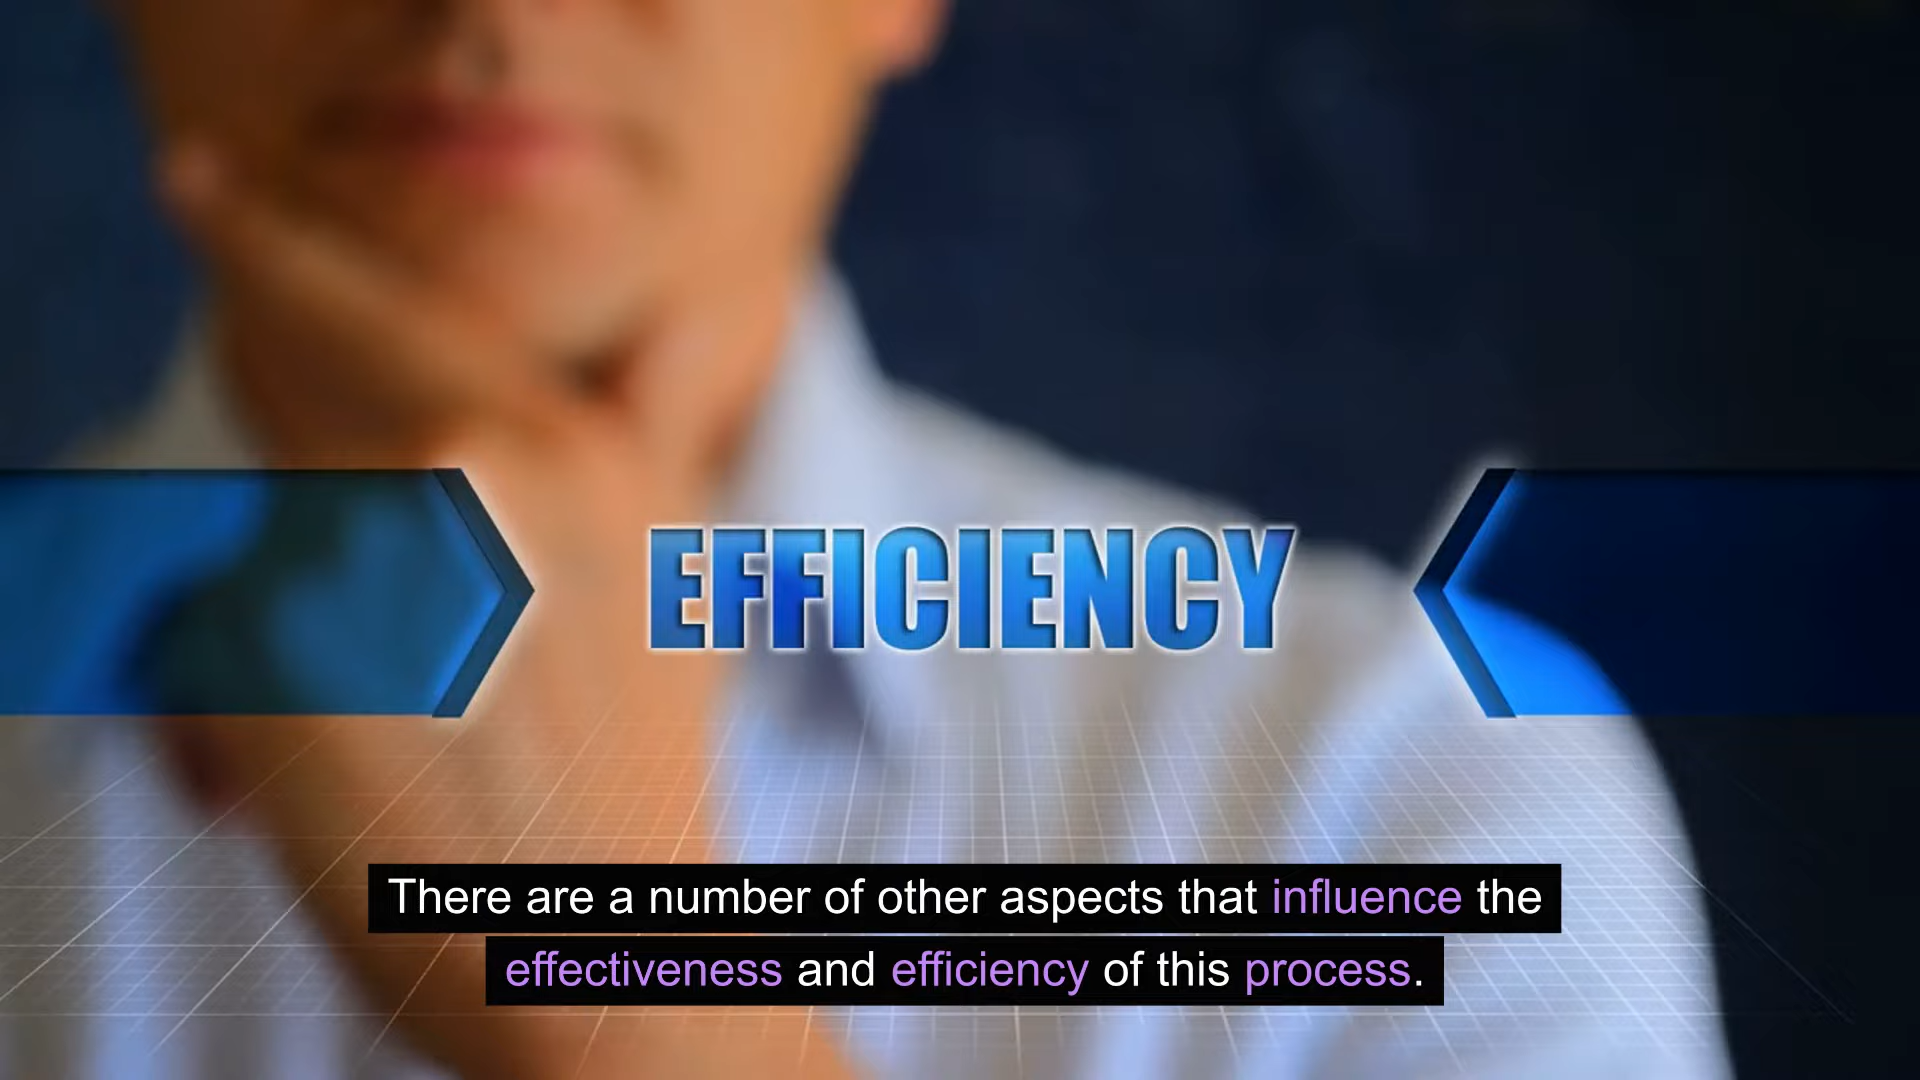 EFFICIENCY
There are a number of other aspects that influence the
effectiveness and efficiency of this process.